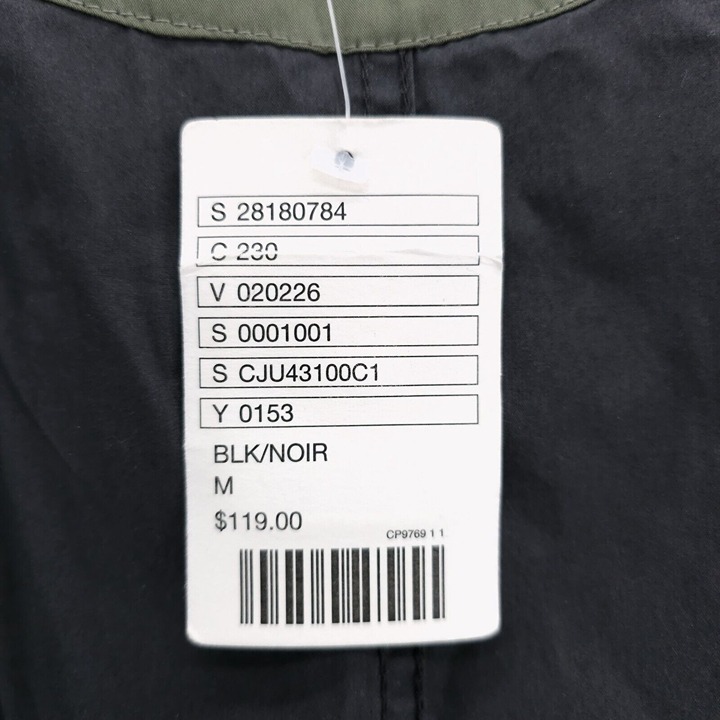 S 28180784
C 230
V 020226
S 0001001
S CJU43100C1
Y 0153
BLK/NOIR
M
$119.00
CP9769 1 1